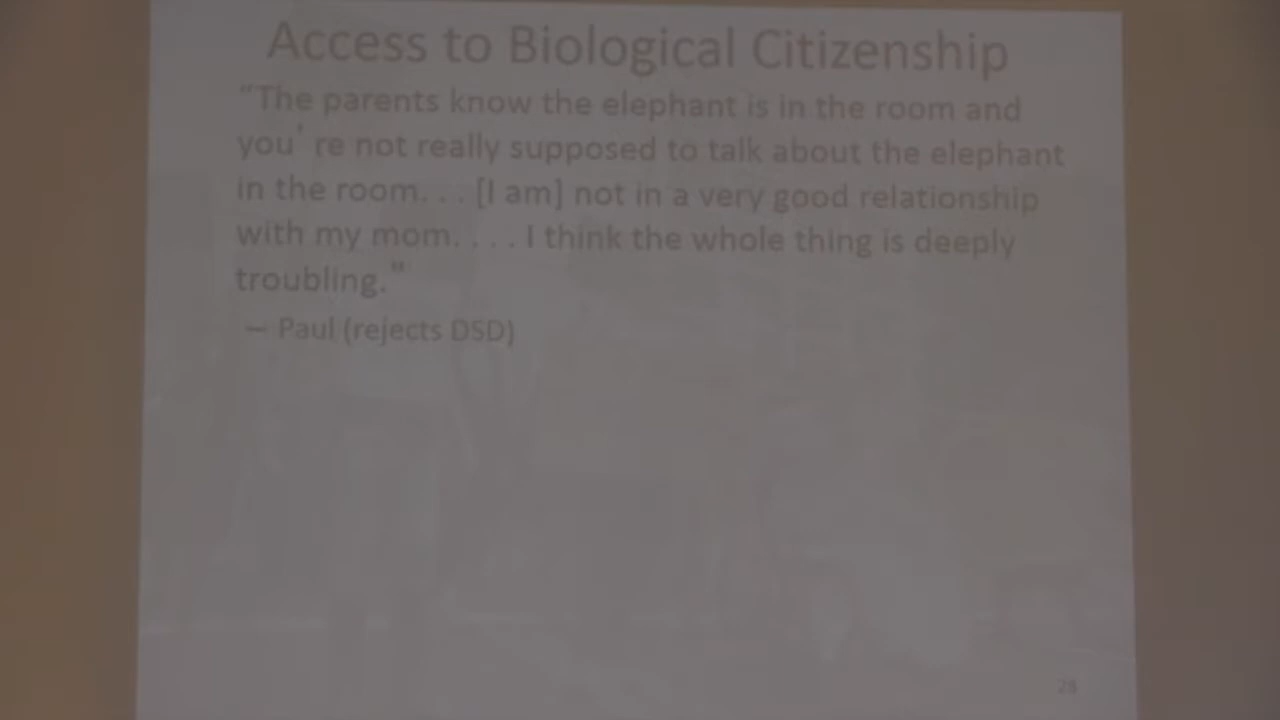 Access to Biological Citizenship
“The parents know the elephant is in the room and
you’ re not really supposed to talk about the elephant
in the room. . . [I am] not in a very good relationship
with my mom. . . . I think the whole thing is deeply
troubling.”
– Paul (rejects DSD)
28